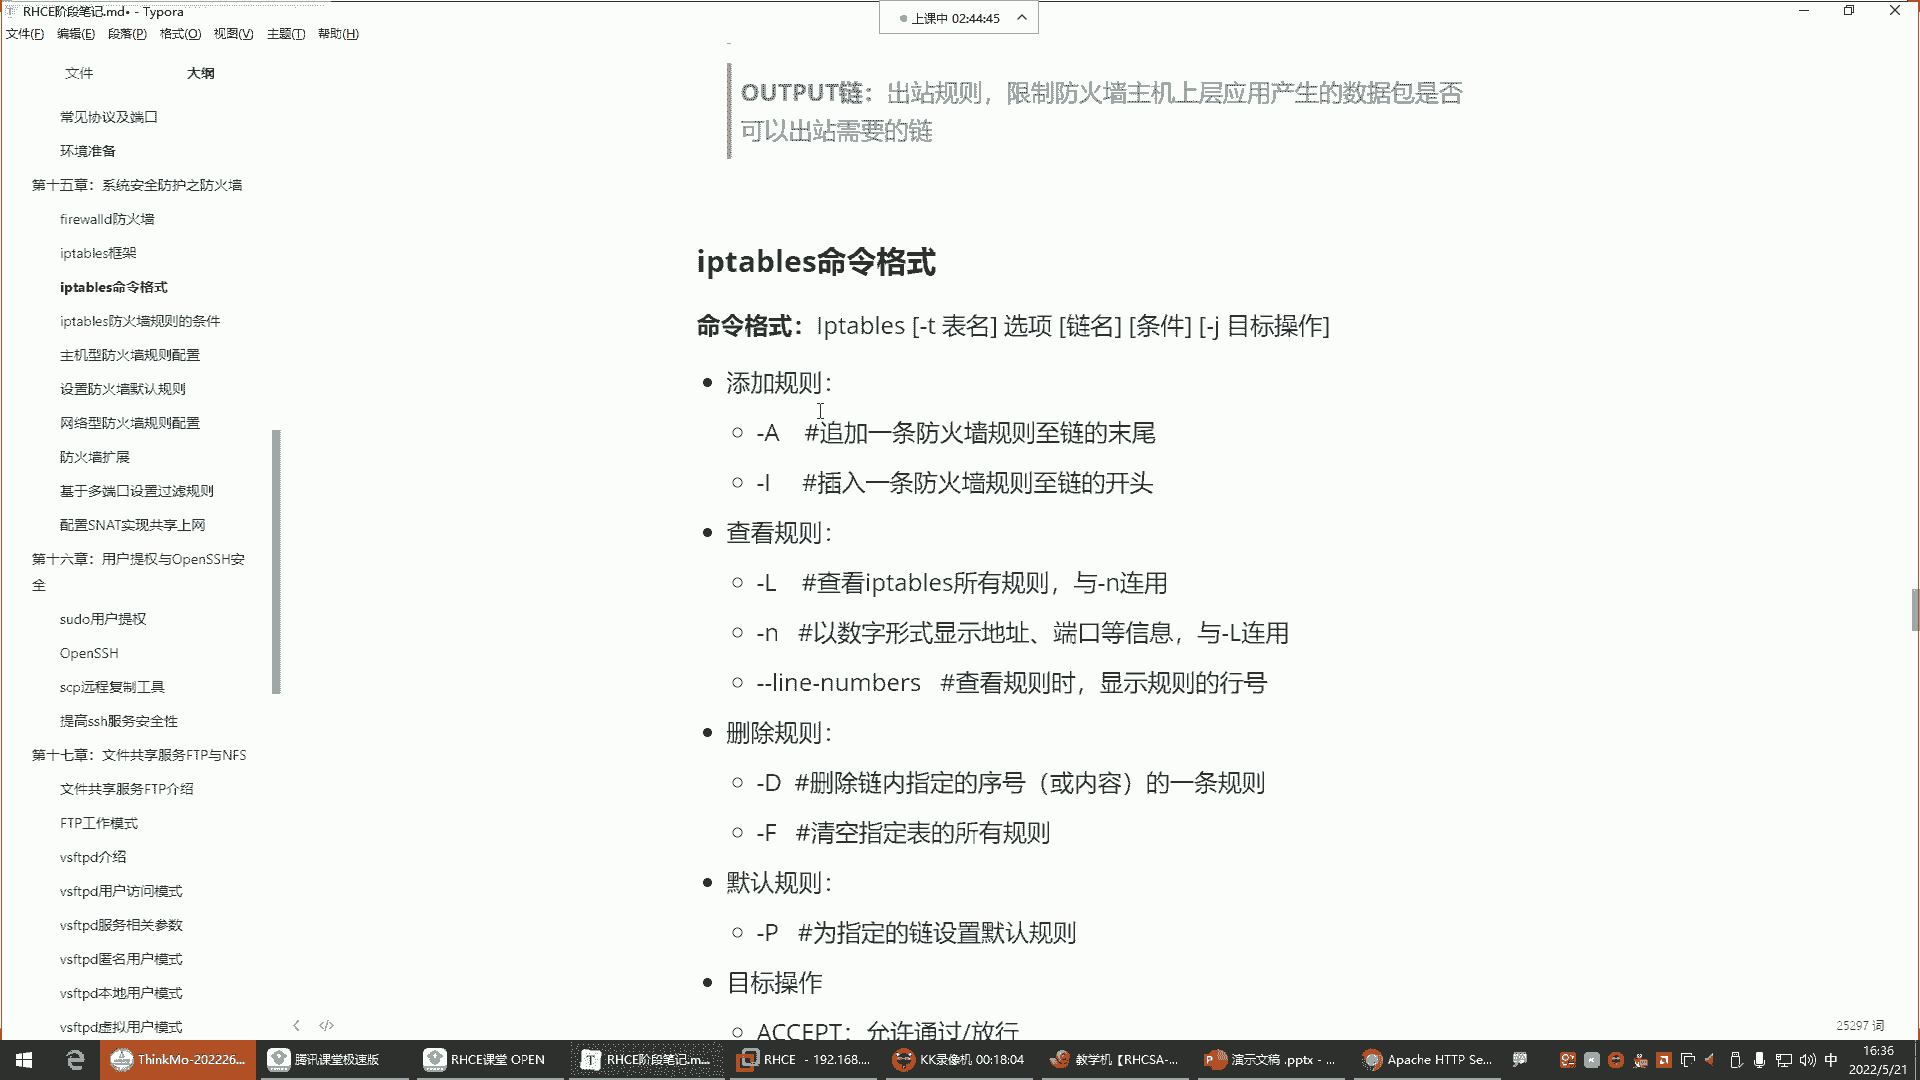 RHCE阶段笔记.md• - Typora
上课中 02:44:45
文件(F) 编辑(E) 段落(P) 格式(O) 视图(V) 主题(T) 帮助(H)
文件 大纲
常见协议及端口
环境准备
第十五章：系统安全防护之防火墙
firewalld防火墙
iptables框架
iptables命令格式
iptables防火墙规则的条件
主机型防火墙规则配置
设置防火墙默认规则
网络型防火墙规则配置
防火墙扩展
基于多端口设置过滤规则
配置SNAT实现共享上网
第十六章：用户提权与OpenSSH安
全
sudo用户提权
OpenSSH
scp远程复制工具
提高ssh服务安全性
第十七章：文件共享服务FTP与NFS
文件共享服务FTP介绍
FTP工作模式
vsftpd介绍
vsftpd用户访问模式
vsftpd服务相关参数
vsftpd匿名用户模式
vsftpd本地用户模式
vsftpd虚拟用户模式
OUTPUT链：出站规则，限制防火墙主机上层应用产生的数据包是否
可以出站需要的链
iptables命令格式
命令格式：Iptables [-t 表名] 选项 [链名] [条件] [-j 目标操作]
添加规则：
-A #追加一条防火墙规则至链的末尾
-I #插入一条防火墙规则至链的开头
查看规则：
-L #查看iptables所有规则，与-n连用
-n #以数字形式显示地址、端口等信息，与-L连用
--line-numbers #查看规则时，显示规则的行号
删除规则：
-D #删除链内指定的序号（或内容）的一条规则
-F #清空指定表的所有规则
默认规则：
-P #为指定的链设置默认规则
目标操作
ACCEPT：允许通过/放行
25297 词
ThinkMo-202226... 腾讯课堂极速版 RHCE课堂 OPEN RHCE阶段笔记.m... RHCE - 192.168.... KK录像机 00:18:04 教学机【RHCSA-... 演示文稿 .pptx - ... Apache HTTP Se... 中
16:36
2022/5/21